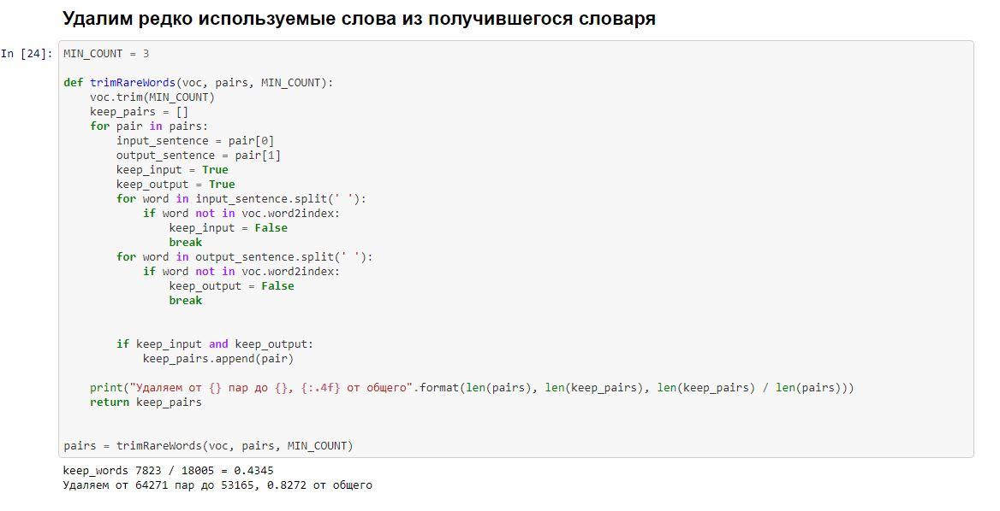 Удалим редко используемые слова из получившегося словаря
In [24]: MIN_COUNT = 3
def trimRareWords(voc, pairs, MIN_COUNT):
    voc.trim(MIN_COUNT)
    keep_pairs = []
    for pair in pairs:
        input_sentence = pair[0]
        output_sentence = pair[1]
        keep_input = True
        keep_output = True
        for word in input_sentence.split(' '):
            if word not in voc.word2index:
                keep_input = False
                break
        for word in output_sentence.split(' '):
            if word not in voc.word2index:
                keep_output = False
                break
        if keep_input and keep_output:
            keep_pairs.append(pair)
    print("Удаляем от {} пар до {}, {:.4f} от общего".format(len(pairs), len(keep_pairs), len(keep_pairs) / len(pairs)))
    return keep_pairs
pairs = trimRareWords(voc, pairs, MIN_COUNT)
keep_words 7823 / 18005 = 0.4345
Удаляем от 64271 пар до 53165, 0.8272 от общего